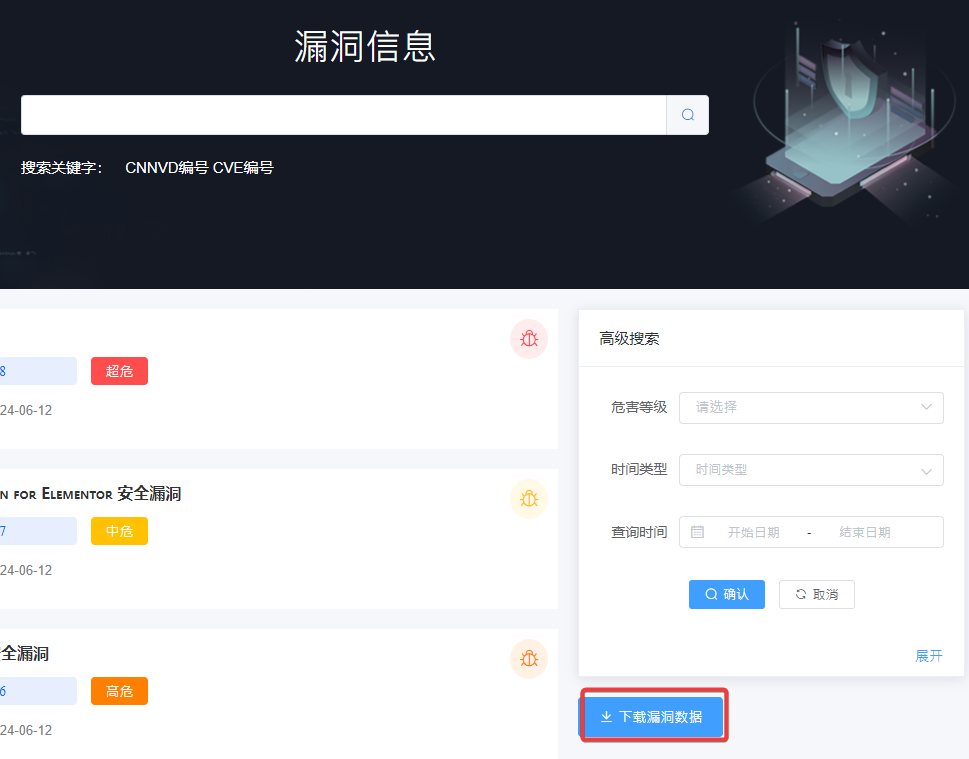 漏洞信息
搜索关键字： CNNVD编号 CVE编号
8 超危
24-06-12
N FOR ELEMENTOR 安全漏洞
7 中危
24-06-12
全漏洞
6 高危
24-06-12
高级搜索
危害等级 请选择
时间类型 时间类型
查询时间 开始日期 - 结束日期
确认 取消
展开
下载漏洞数据